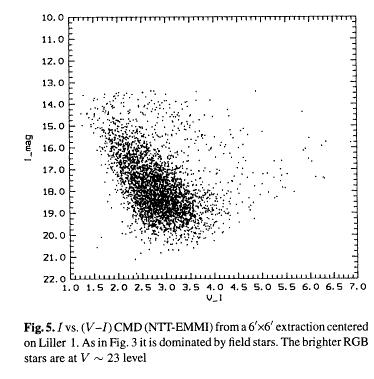 10.0
11.0
12.0
13.0
14.0
15.0
16.0
17.0
18.0
19.0
20.0
21.0
22.0
I_mag
1.0 1.5 2.0 2.5 3.0 3.5 4.0 4.5 5.0 5.5 6.0 6.5 7.0
V_I
Fig. 5. I vs. (V–I) CMD (NTT-EMMI) from a 6′×6′ extraction centered
on Liller 1. As in Fig. 3 it is dominated by field stars. The brighter RGB
stars are at V ∼ 23 level